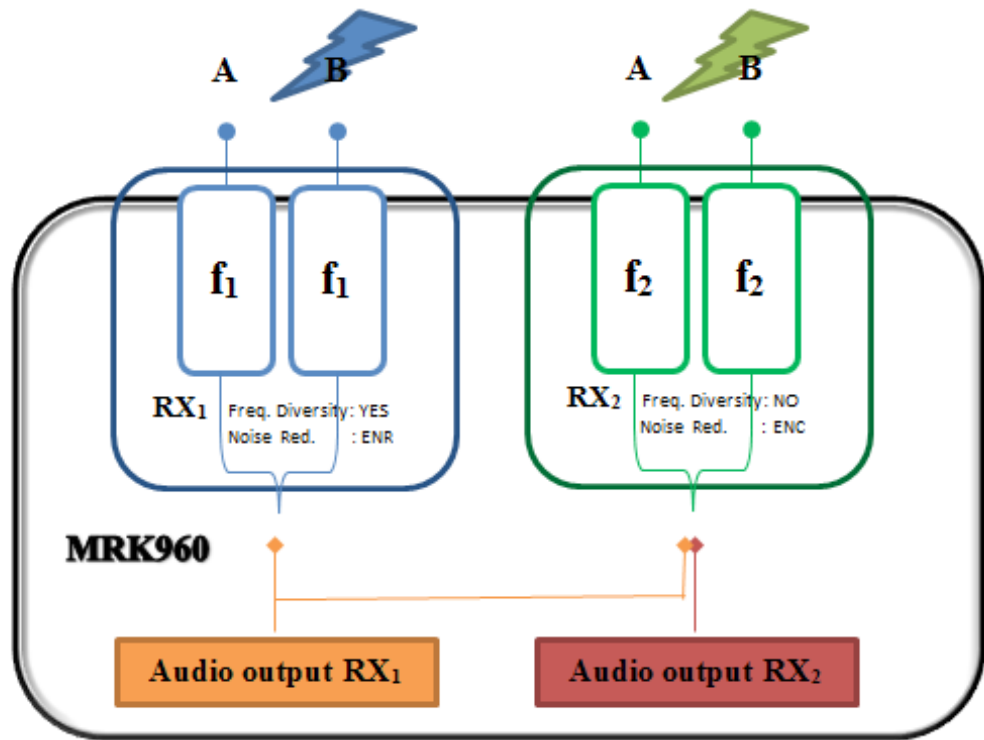 A B A B
f₁ f₁ f₂ f₂
RX₁ Freq. Diversity: YES
Noise Red. : ENR
RX₂ Freq. Diversity: NO
Noise Red. : ENC
MRK960
Audio output RX₁
Audio output RX₂